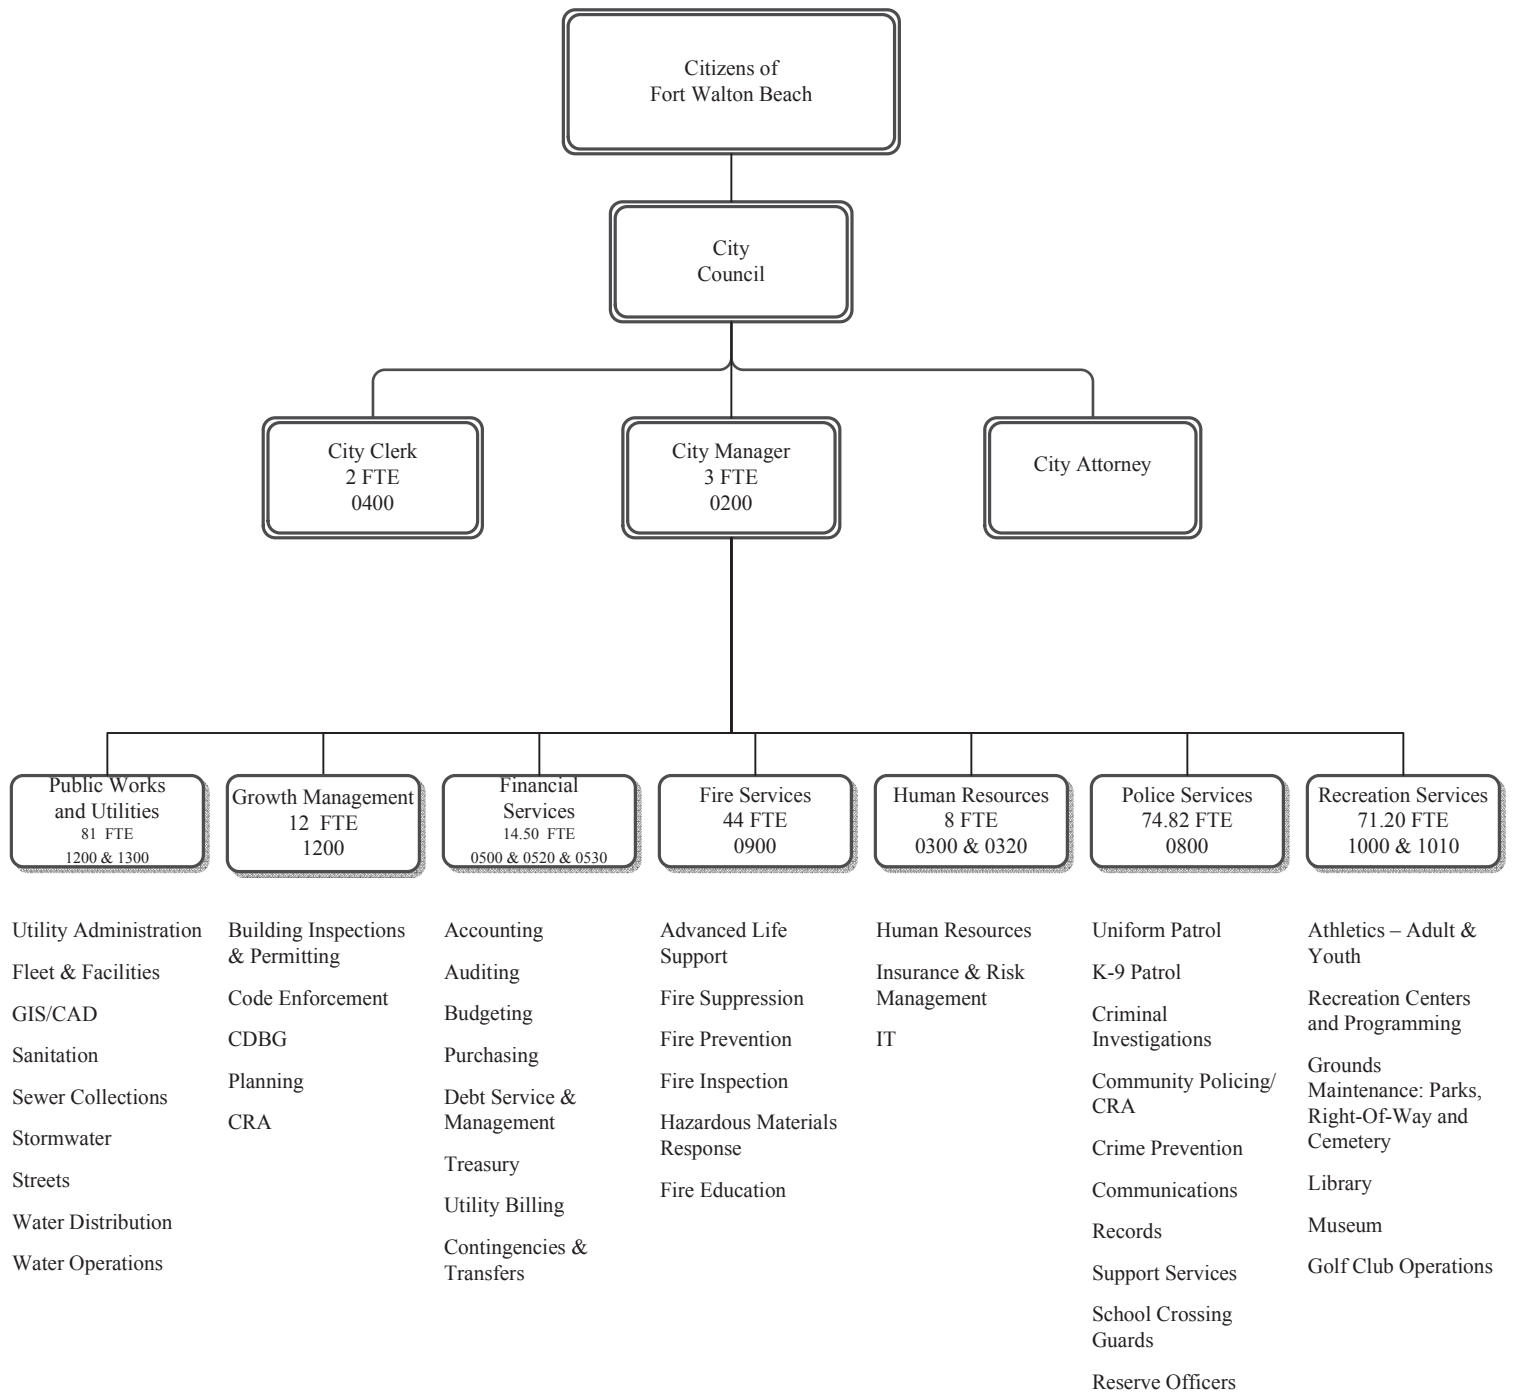 Citizens of
Fort Walton Beach
City
Council
City Clerk
2 FTE
0400
City Manager
3 FTE
0200
City Attorney
Public Works
and Utilities
81 FTE
1200 & 1300
Growth Management
12 FTE
1200
Financial
Services
14.50 FTE
0500 & 0520 & 0530
Fire Services
44 FTE
0900
Human Resources
8 FTE
0300 & 0320
Police Services
74.82 FTE
0800
Recreation Services
71.20 FTE
1000 & 1010
Utility Administration
Fleet & Facilities
GIS/CAD
Sanitation
Sewer Collections
Stormwater
Streets
Water Distribution
Water Operations
Building Inspections
& Permitting
Code Enforcement
CDBG
Planning
CRA
Accounting
Auditing
Budgeting
Purchasing
Debt Service &
Management
Treasury
Utility Billing
Contingencies &
Transfers
Advanced Life
Support
Fire Suppression
Fire Prevention
Fire Inspection
Hazardous Materials
Response
Fire Education
Human Resources
Insurance & Risk
Management
IT
Uniform Patrol
K-9 Patrol
Criminal
Investigations
Community Policing/
CRA
Crime Prevention
Communications
Records
Support Services
School Crossing
Guards
Reserve Officers
Athletics – Adult &
Youth
Recreation Centers
and Programming
Grounds
Maintenance: Parks,
Right-Of-Way and
Cemetery
Library
Museum
Golf Club Operations